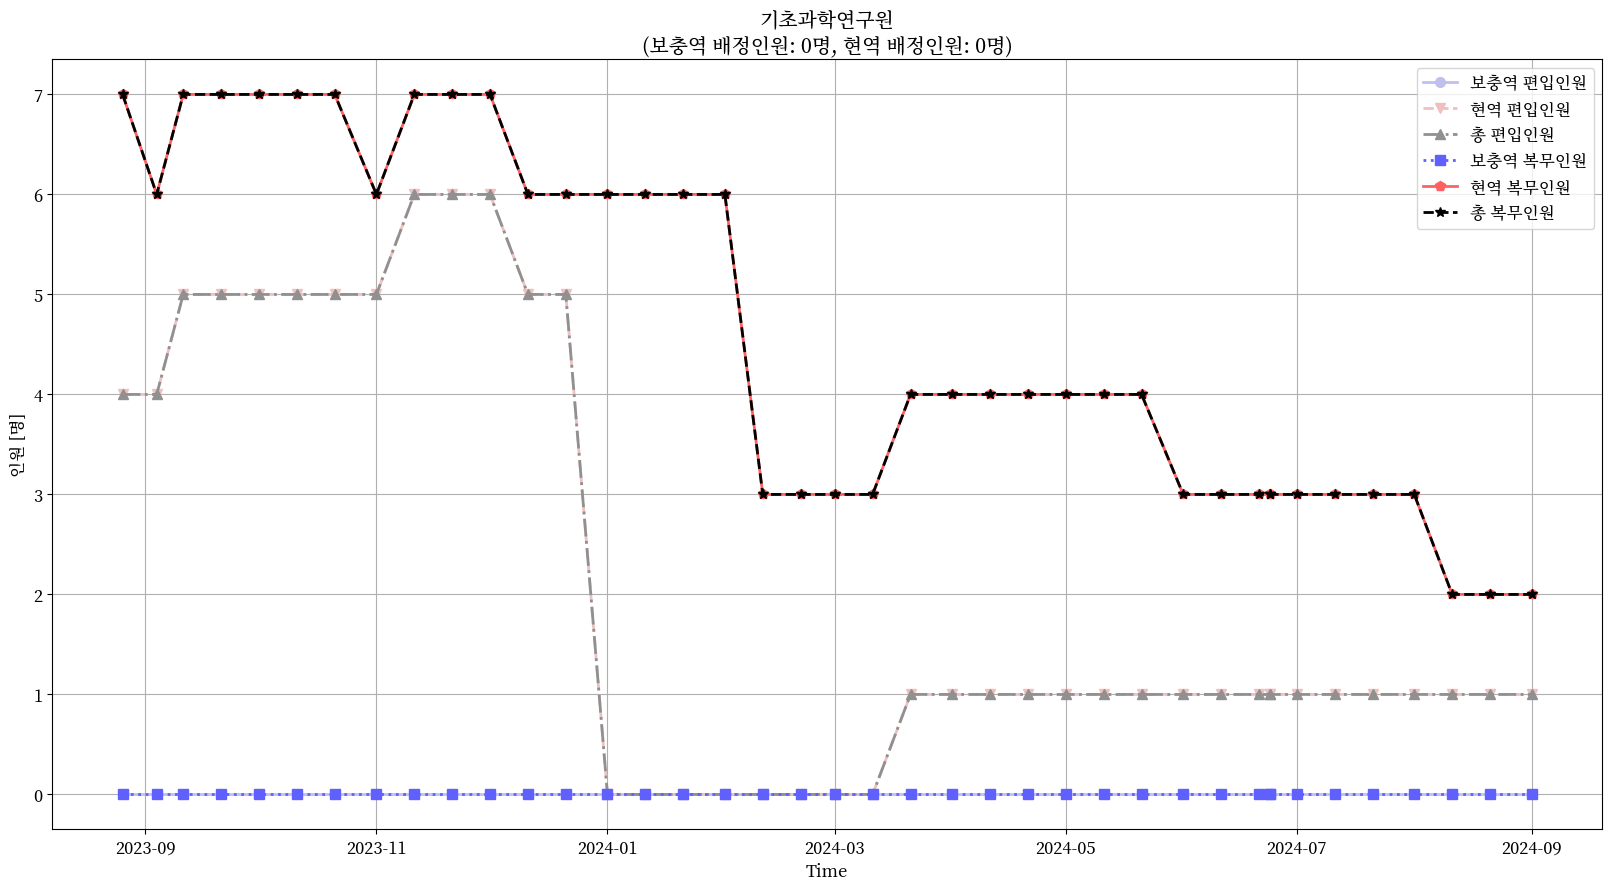 기초과학연구원
(보충역 배정인원: 0명, 현역 배정인원: 0명)
보충역 편입인원
현역 편입인원
총 편입인원
보충역 복무인원
현역 복무인원
총 복무인원
인원 [명]
7
6
5
4
3
2
1
0
2023-09
2023-11
2024-01
2024-03
2024-05
2024-07
2024-09
Time